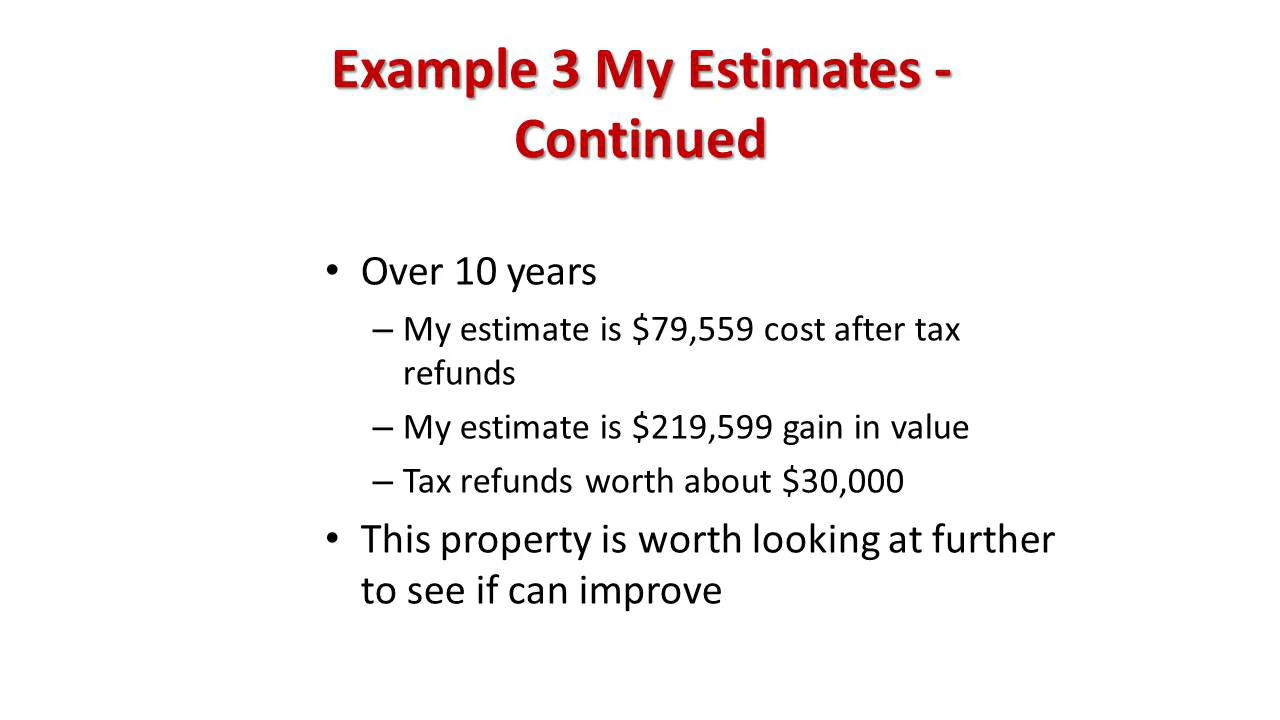 Example 3 My Estimates -
Continued
• Over 10 years
– My estimate is $79,559 cost after tax
refunds
– My estimate is $219,599 gain in value
– Tax refunds worth about $30,000
• This property is worth looking at further
to see if can improve